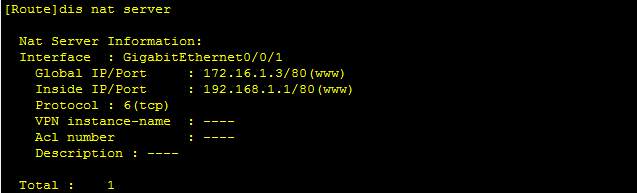 [Route]dis nat server
Nat Server Information:
Interface  : GigabitEthernet0/0/1
Global IP/Port     : 172.16.1.3/80(www)
Inside IP/Port     : 192.168.1.1/80(www)
Protocol : 6(tcp)
VPN instance-name  : ----
Acl number         : ----
Description : ----
Total :    1